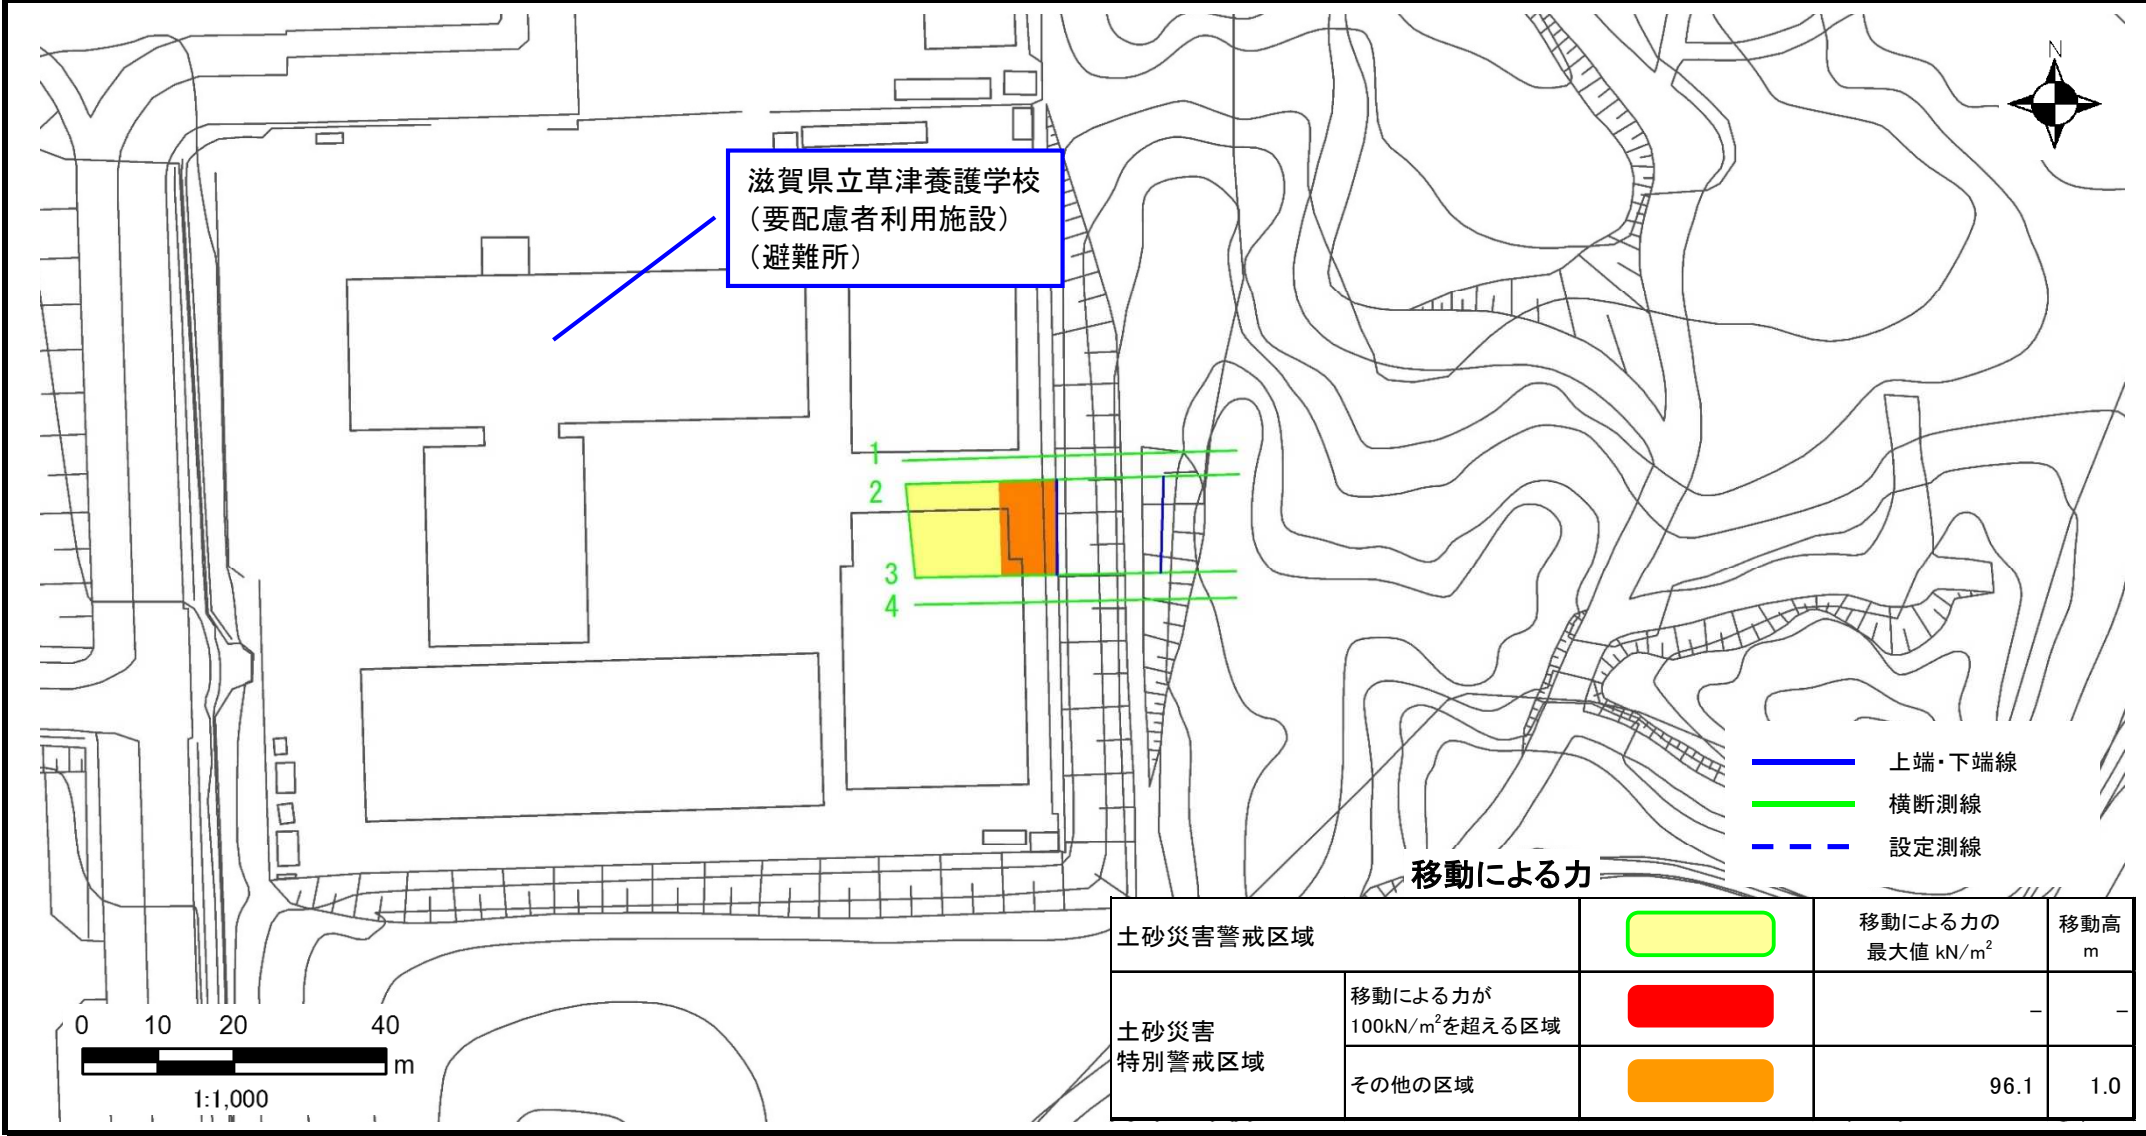 N
滋賀県立草津養護学校
（要配慮者利用施設）
（避難所）
1
2
3
4
上端・下端線
横断測線
設定測線
移動による力
土砂災害警戒区域
移動による力の
最大値 kN/m²
移動高
m
土砂災害
特別警戒区域
移動による力が
100kN/m²を超える区域
－
－
その他の区域
96.1
1.0
0 10 20 40
m
1:1,000